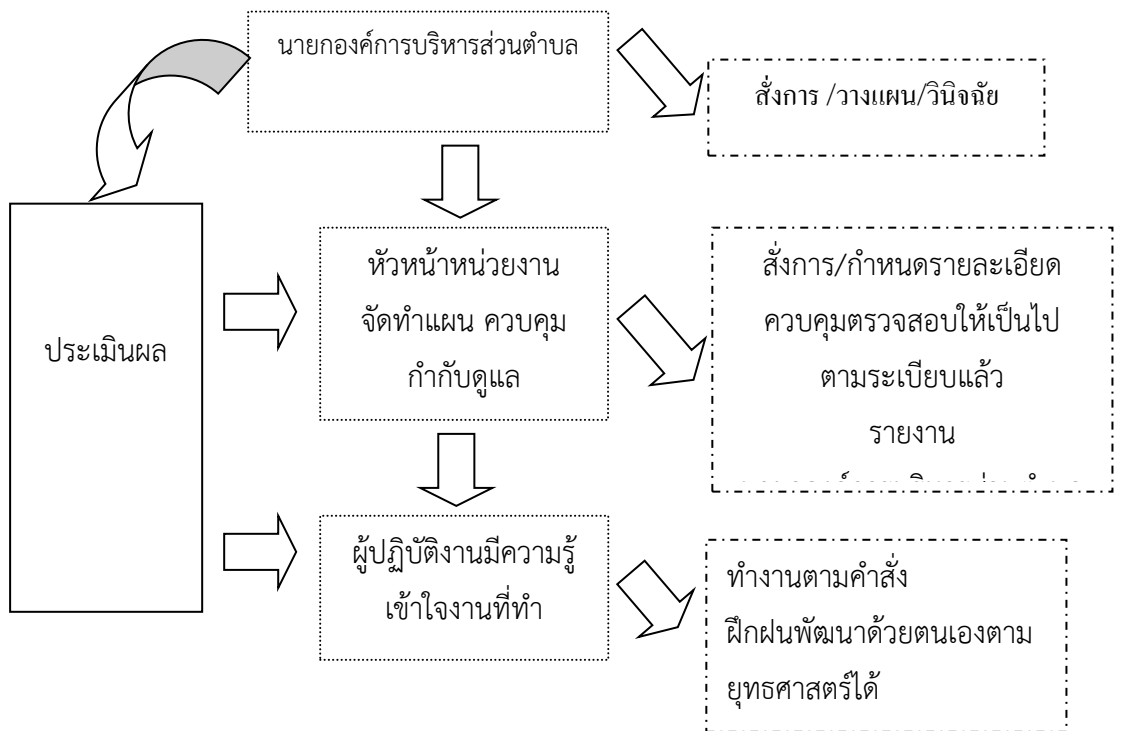 นายกองค์การบริหารส่วนตำบล
สั่งการ /วางแผน/วินิจฉัย
ประเมินผล
หัวหน้าหน่วยงาน
จัดทำแผน ควบคุม
กำกับดูแล
สั่งการ/กำหนดรายละเอียด
ควบคุมตรวจสอบให้เป็นไป
ตามระเบียบแล้ว
รายงาน
ผู้ปฏิบัติงานมีความรู้
เข้าใจงานที่ทำ
ทำงานตามคำสั่ง
ฝึกฝนพัฒนาด้วยตนเองตาม
ยุทธศาสตร์ได้